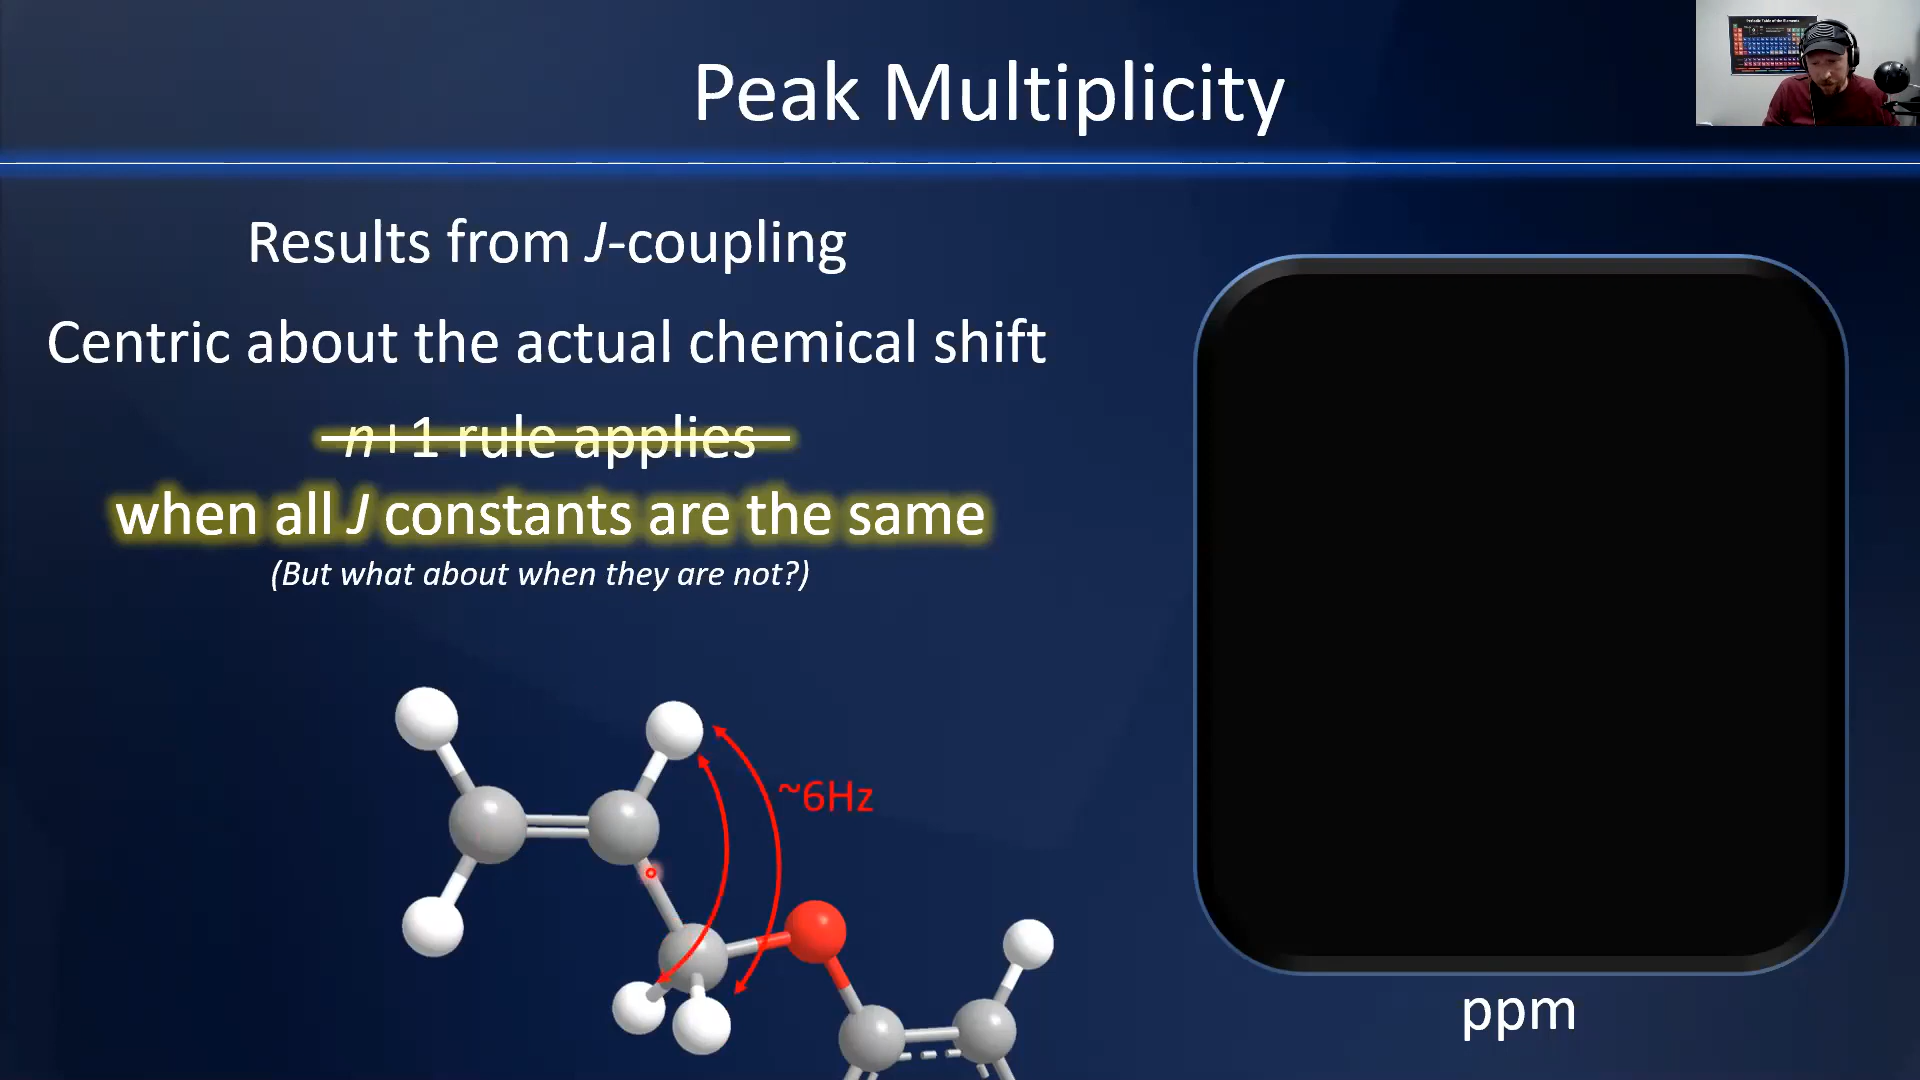 Peak Multiplicity
Results from J-coupling
Centric about the actual chemical shift
n+1 rule applies
when all J constants are the same
(But what about when they are not?)
~6Hz
ppm